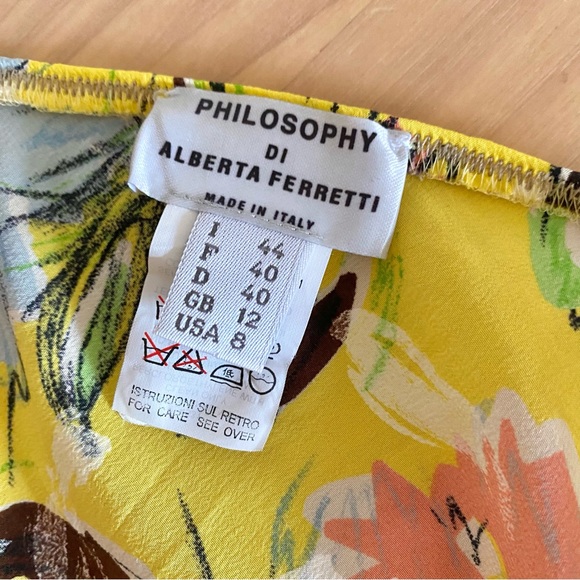 PHILOSOPHY
DI
ALBERTA FERRETTI
MADE IN ITALY
I 44
F 40
D 40
GB 12
USA 8
ISTRUZIONI SUL RETRO
FOR CARE SEE OVER